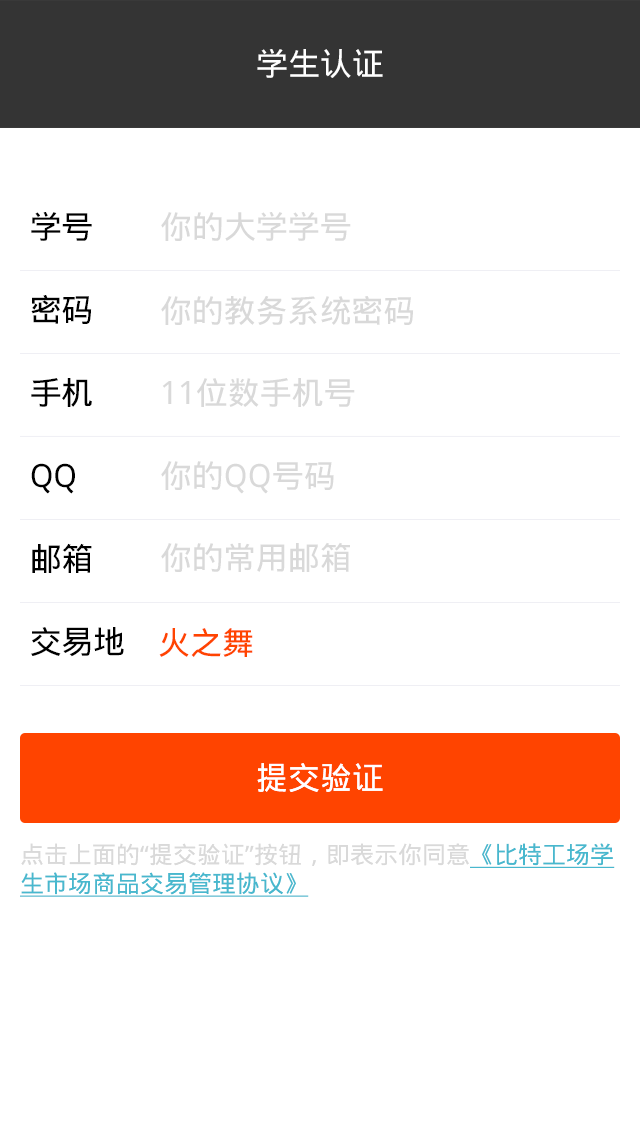 学生认证
学号 你的大学学号
密码 你的教务系统密码
手机 11位数手机号
QQ 你的QQ号码
邮箱 你的常用邮箱
交易地 火之舞
提交验证
点击上面的“提交验证”按钮，即表示你同意《比特工场学
生市场商品交易管理协议》